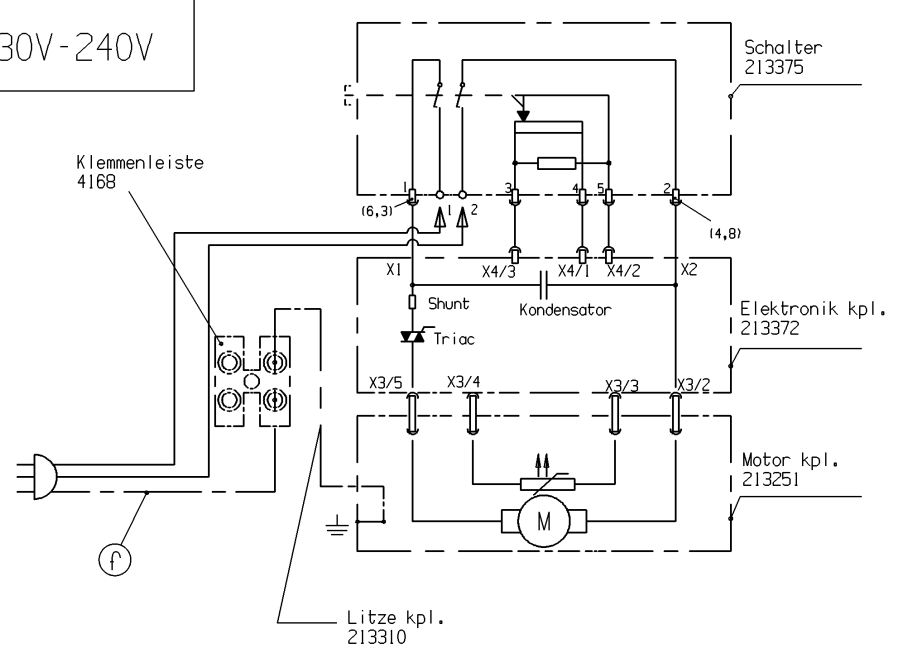 30V-240V
Schalter
213375
Klemmenleiste
4168
1
3
4
5
2
(6,3)
1
2
(4,8)
X1
X4/3
X4/1
X4/2
X2
Shunt
Kondensator
Triac
Elektronik kpl.
213372
X3/5
X3/4
X3/3
X3/2
Motor kpl.
213251
M
f
Litze kpl.
213310